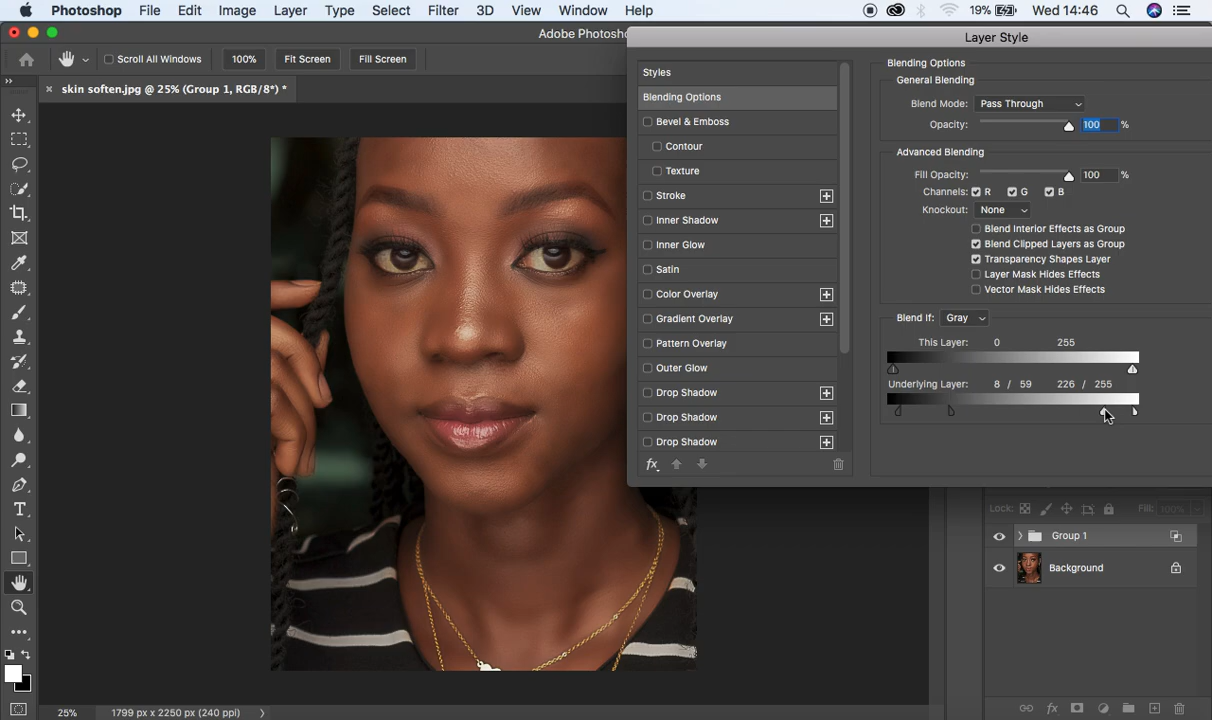 Photoshop File Edit Image Layer Type Select Filter 3D View Window Help 19% Wed 14:46
Adobe Photosh
Layer Style
Scroll All Windows 100% Fit Screen Fill Screen
skin soften.jpg @ 25% (Group 1, RGB/8*) *
Styles
Blending Options
Bevel & Emboss
Contour
Texture
Stroke
Inner Shadow
Inner Glow
Satin
Color Overlay
Gradient Overlay
Pattern Overlay
Outer Glow
Drop Shadow
Drop Shadow
Drop Shadow
fx
Blending Options
General Blending
Blend Mode: Pass Through
Opacity: 100 %
Advanced Blending
Fill Opacity: 100 %
Channels: R G B
Knockout: None
Blend Interior Effects as Group
Blend Clipped Layers as Group
Transparency Shapes Layer
Layer Mask Hides Effects
Vector Mask Hides Effects
Blend If: Gray
This Layer: 0 255
Underlying Layer: 8 / 59 226 / 255
Lock: Fill: 100%
Group 1
Background
fx
25% 1799 px x 2250 px (240 ppi)